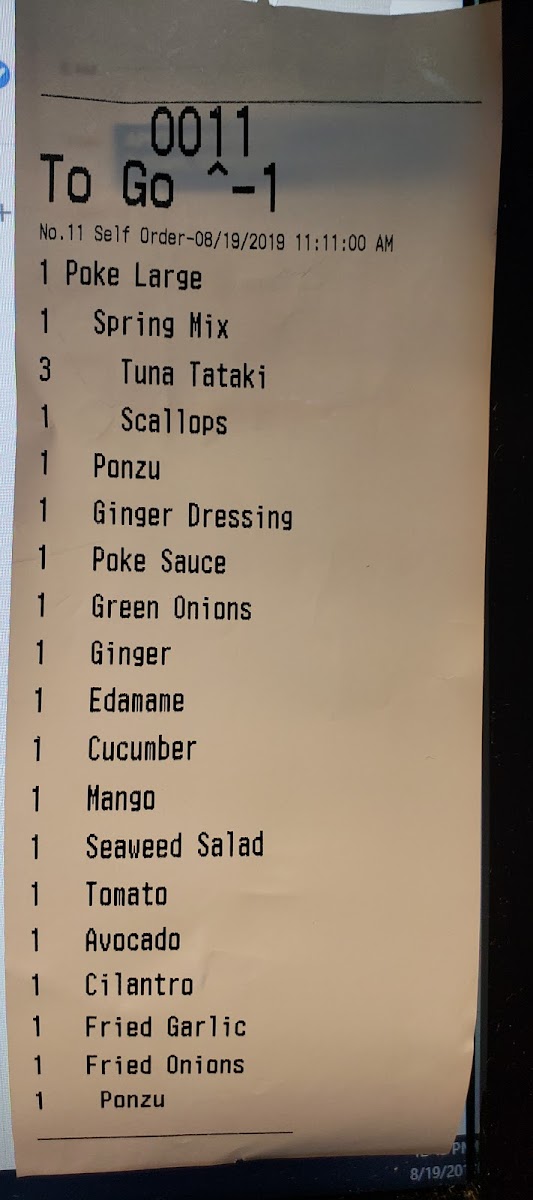 0011
To Go ^-1
No.11 Self Order-08/19/2019 11:11:00 AM
1 Poke Large
1 Spring Mix
3 Tuna Tataki
1 Scallops
1 Ponzu
1 Ginger Dressing
1 Poke Sauce
1 Green Onions
1 Ginger
1 Edamame
1 Cucumber
1 Mango
1 Seaweed Salad
1 Tomato
1 Avocado
1 Cilantro
1 Fried Garlic
1 Fried Onions
1 Ponzu
PM